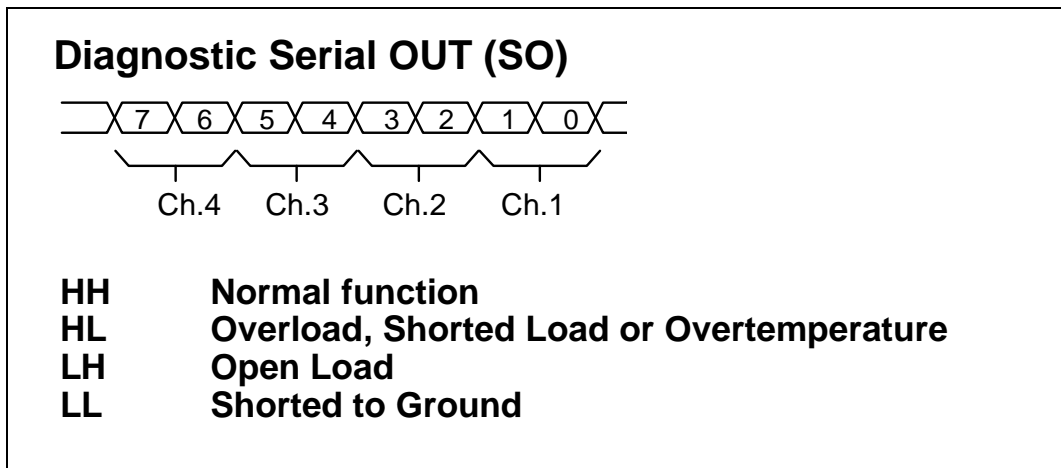 Diagnostic Serial OUT (SO)
7 6 5 4 3 2 1 0
Ch.4 Ch.3 Ch.2 Ch.1
HH Normal function
HL Overload, Shorted Load or Overtemperature
LH Open Load
LL Shorted to Ground